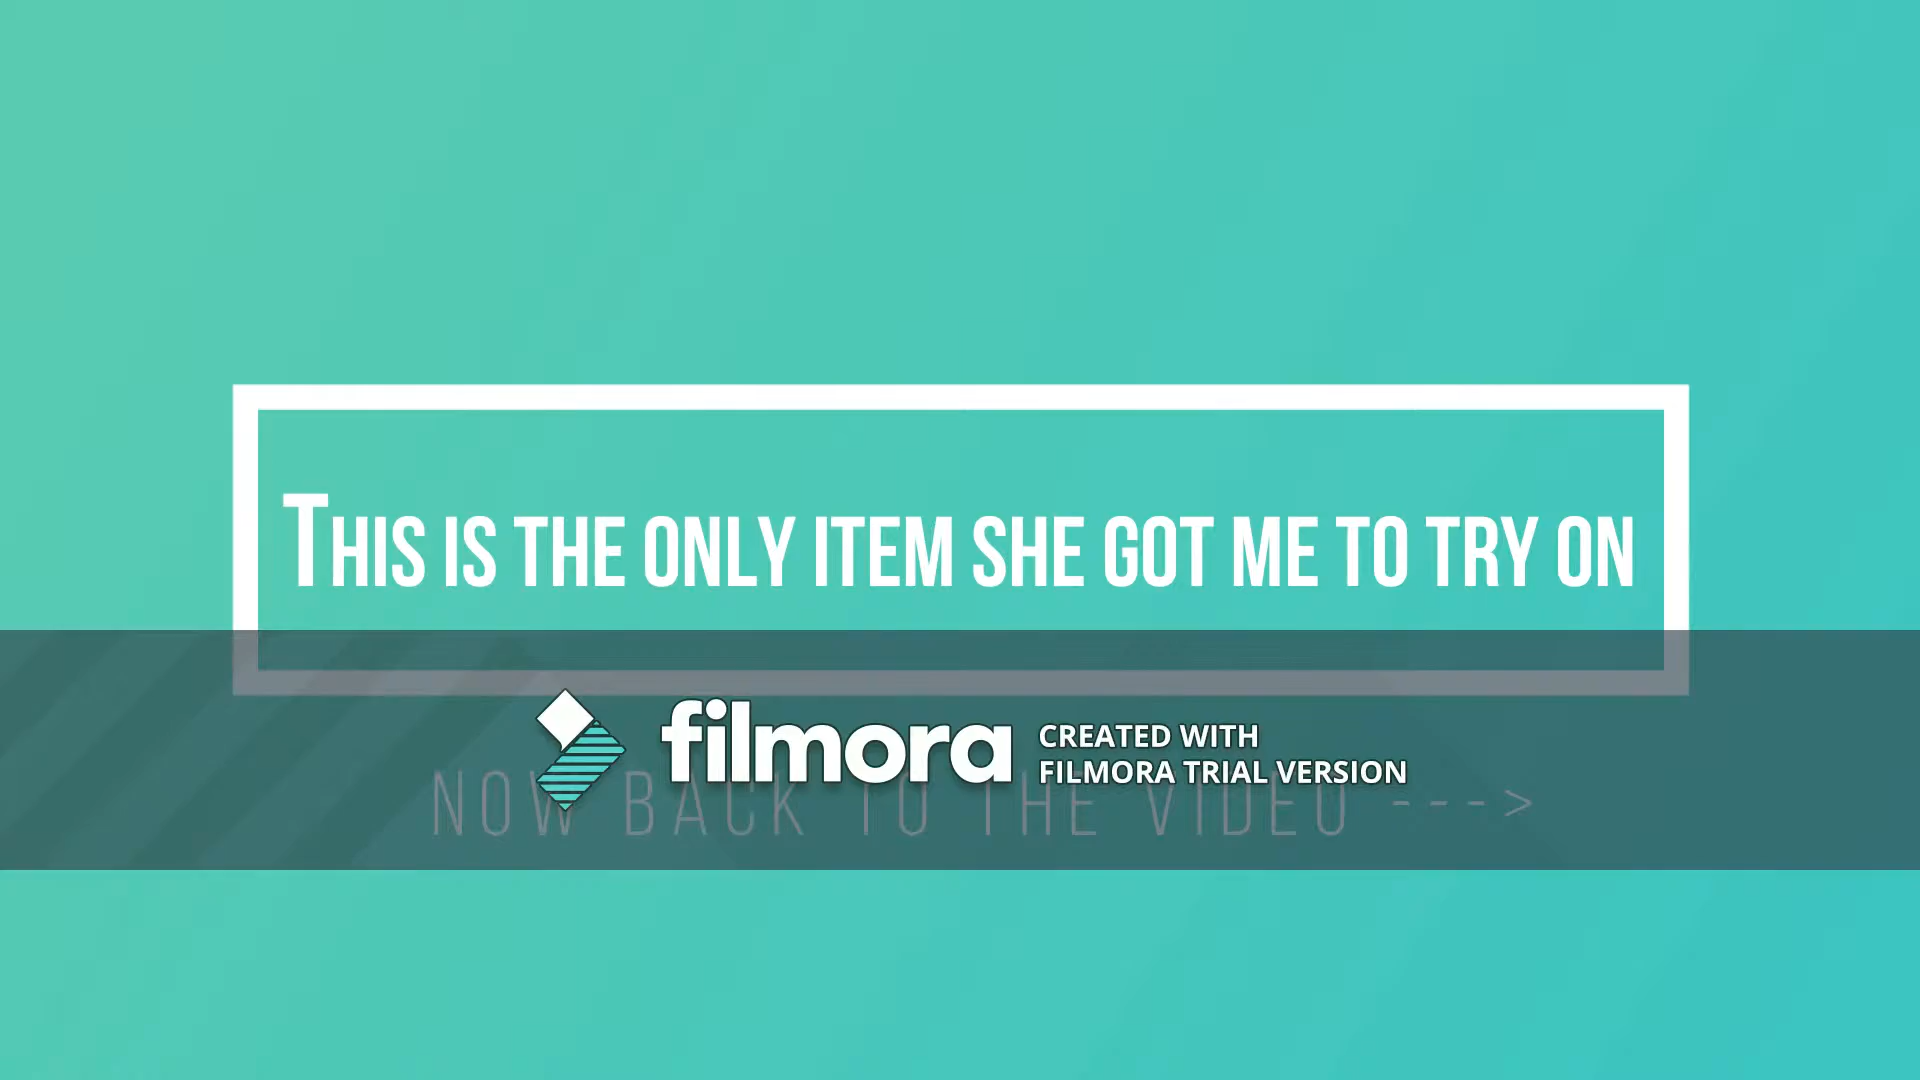 This is the only item she got me to try on
filmora
CREATED WITH
FILMORA TRIAL VERSION
NOW BACK TO THE VIDEO --->